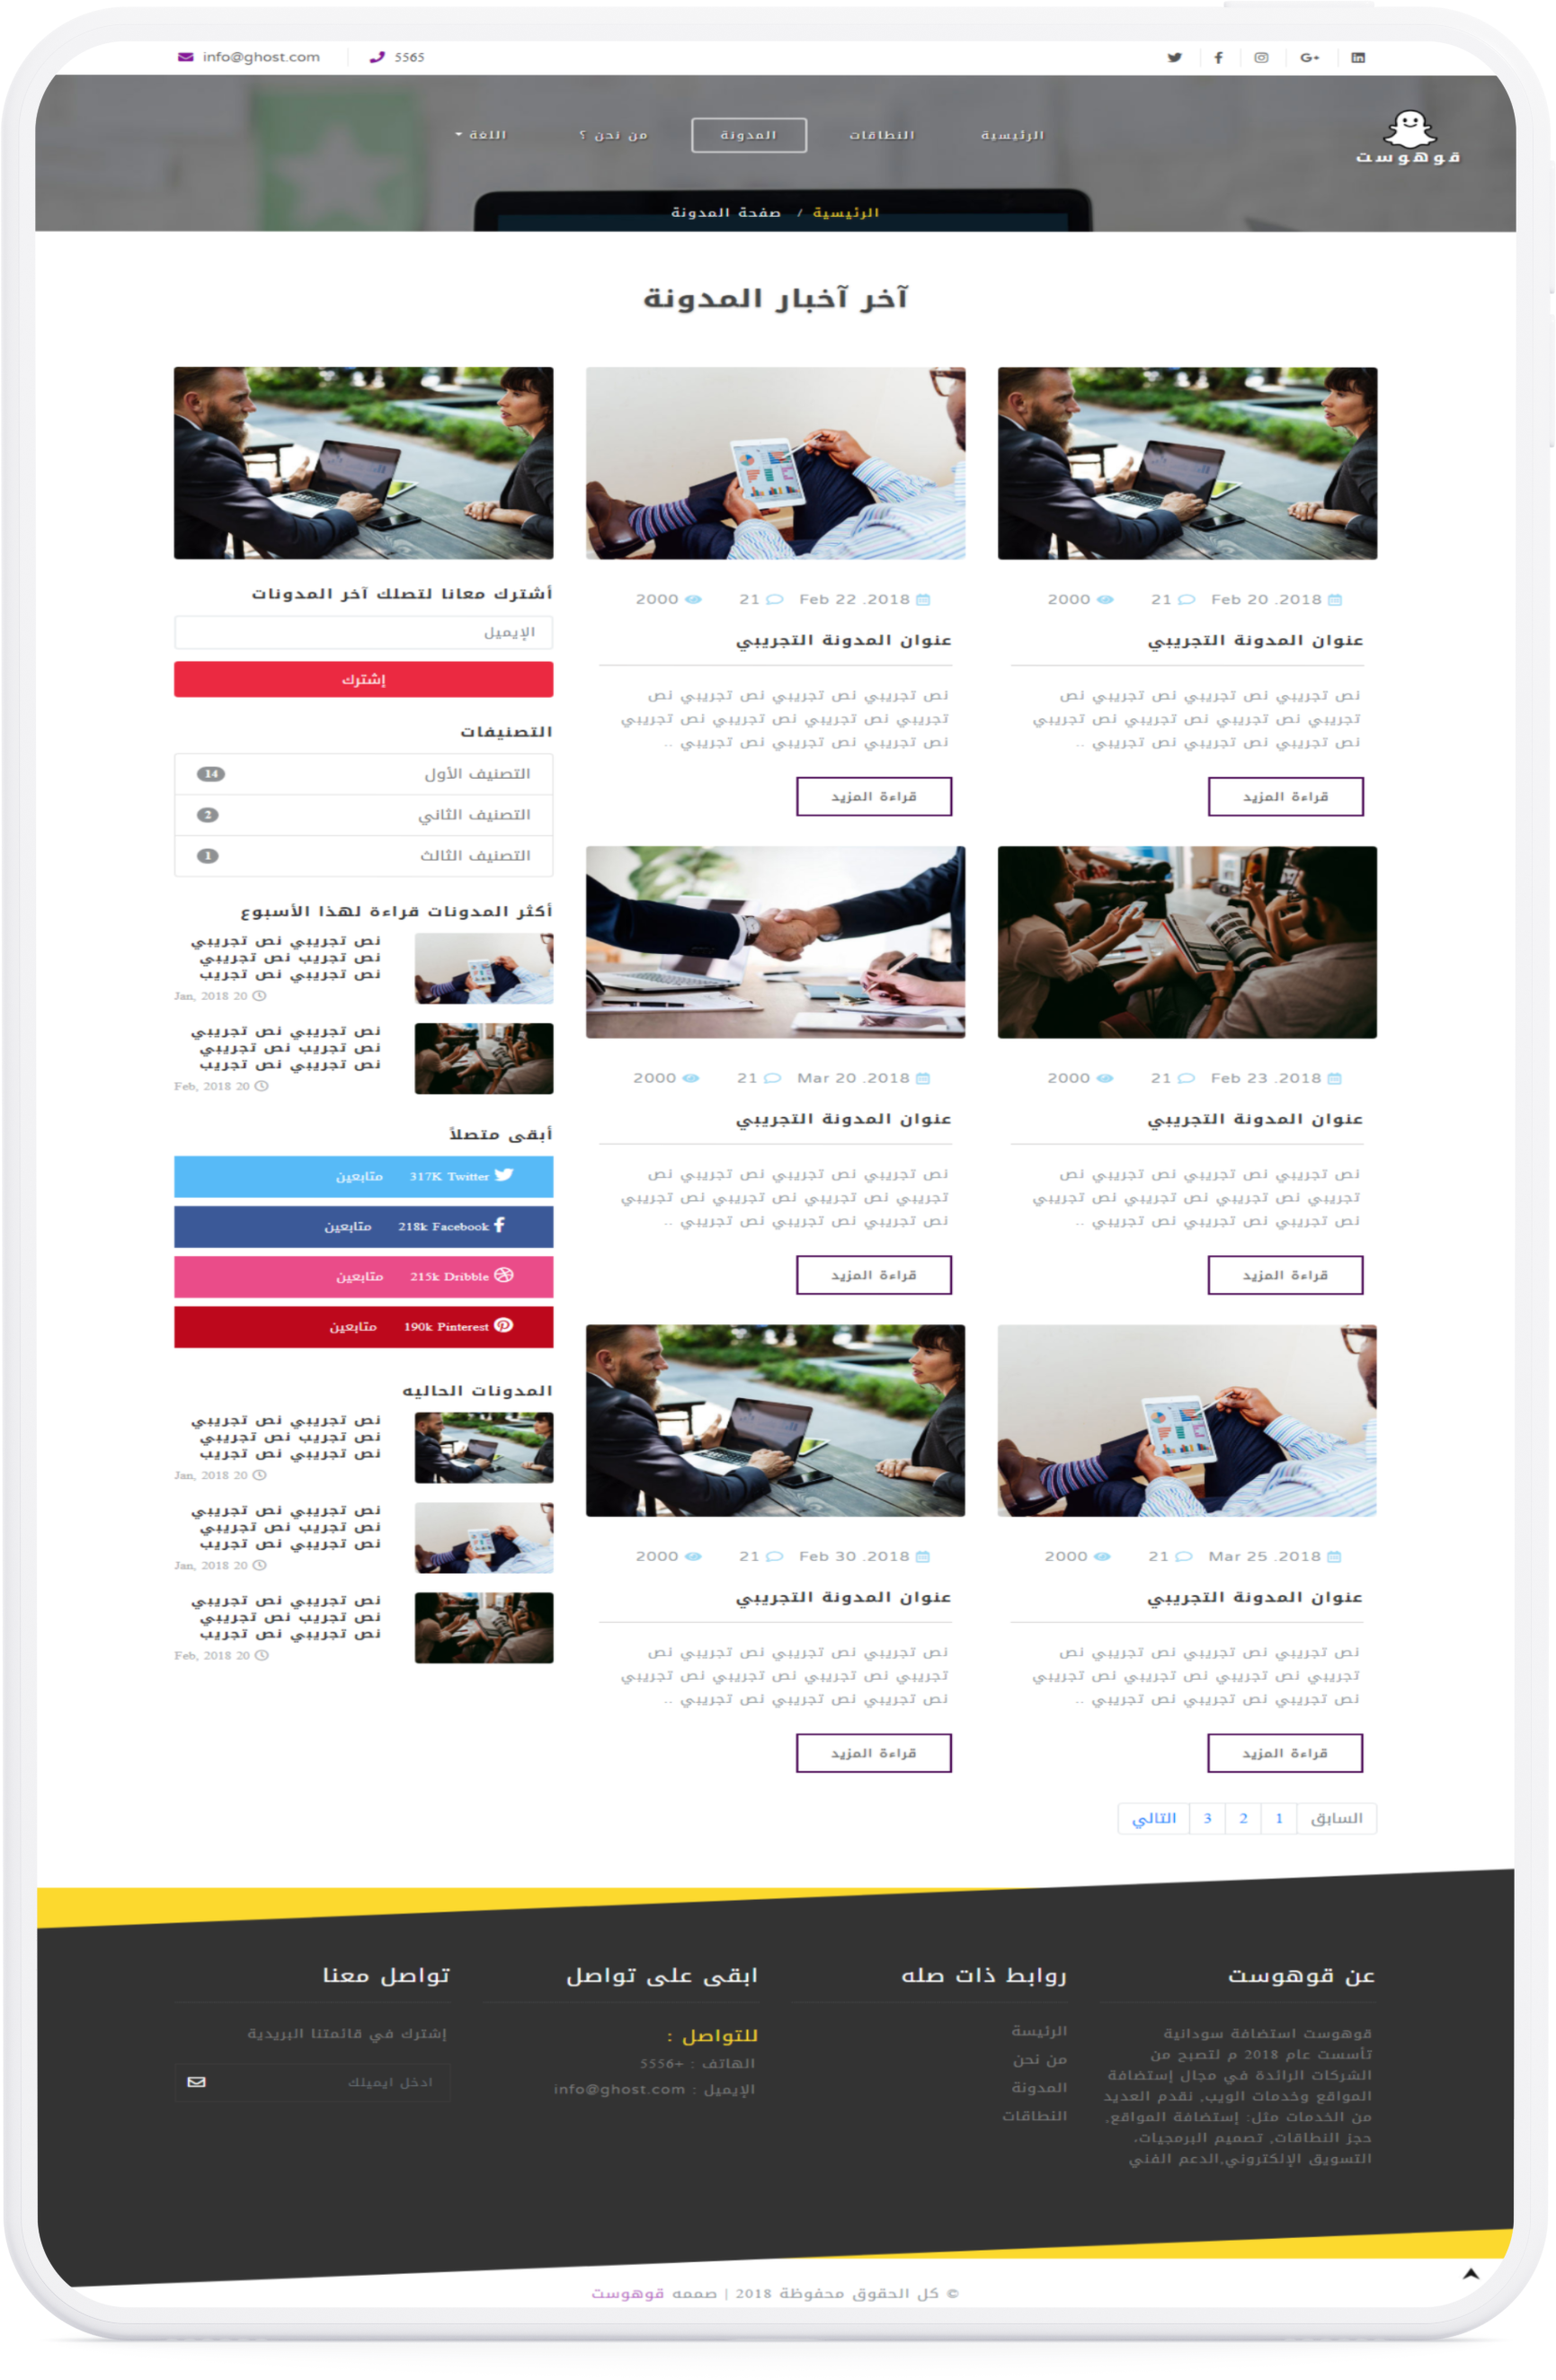 info@ghost.com
5565
قوهوست
الرئيسية
النطاقات
المدونة
من نحن ؟
اللغة
الرئيسية / صفحة المدونة
آخر آخبار المدونة
Feb 20 .2018 21 2000
عنوان المدونة التجريبي
نص تجريبي نص تجريبي نص تجريبي نص
تجريبي نص تجريبي نص تجريبي نص تجريبي
نص تجريبي نص تجريبي نص تجريبي ..
قراءة المزيد
Feb 22 .2018 21 2000
عنوان المدونة التجريبي
نص تجريبي نص تجريبي نص تجريبي نص
تجريبي نص تجريبي نص تجريبي نص تجريبي
نص تجريبي نص تجريبي نص تجريبي ..
قراءة المزيد
Feb 23 .2018 21 2000
عنوان المدونة التجريبي
نص تجريبي نص تجريبي نص تجريبي نص
تجريبي نص تجريبي نص تجريبي نص تجريبي
نص تجريبي نص تجريبي نص تجريبي ..
قراءة المزيد
Mar 20 .2018 21 2000
عنوان المدونة التجريبي
نص تجريبي نص تجريبي نص تجريبي نص
تجريبي نص تجريبي نص تجريبي نص تجريبي
نص تجريبي نص تجريبي نص تجريبي ..
قراءة المزيد
Mar 25 .2018 21 2000
عنوان المدونة التجريبي
نص تجريبي نص تجريبي نص تجريبي نص
تجريبي نص تجريبي نص تجريبي نص تجريبي
نص تجريبي نص تجريبي نص تجريبي ..
قراءة المزيد
Feb 30 .2018 21 2000
عنوان المدونة التجريبي
نص تجريبي نص تجريبي نص تجريبي نص
تجريبي نص تجريبي نص تجريبي نص تجريبي
نص تجريبي نص تجريبي نص تجريبي ..
قراءة المزيد
السابق 1 2 3 التالي
أشترك معانا لتصلك آخر المدونات
الإيميل
إشترك
التصنيفات
التصنيف الأول 14
التصنيف الثاني 2
التصنيف الثالث 1
أكثر المدونات قراءة لهذا الأسبوع
نص تجريبي نص تجريبي
نص تجريب نص تجريبي
نص تجريبي نص تجريب
Jan, 2018 20
نص تجريبي نص تجريبي
نص تجريب نص تجريبي
نص تجريبي نص تجريب
Feb, 2018 20
أبقى متصلاً
317K Twitter متابعين
218k Facebook متابعين
215k Dribble متابعين
190k Pinterest متابعين
المدونات الحاليه
نص تجريبي نص تجريبي
نص تجريب نص تجريبي
نص تجريبي نص تجريب
Jan, 2018 20
نص تجريبي نص تجريبي
نص تجريب نص تجريبي
نص تجريبي نص تجريب
Jan, 2018 20
نص تجريبي نص تجريبي
نص تجريب نص تجريبي
نص تجريبي نص تجريب
Feb, 2018 20
عن قوهوست
قوهوست استضافة سودانية
تأسست عام 2018 م لتصبح من
الشركات الرائدة في مجال إستضافة
المواقع وخدمات الويب, نقدم العديد
من الخدمات مثل: إستضافة المواقع,
حجز النطاقات, تصميم البرمجيات,
التسويق الإلكتروني,الدعم الفني
روابط ذات صله
الرئيسة
من نحن
المدونة
النطاقات
ابقى على تواصل
للتواصل :
الهاتف : +5556
الإيميل : info@ghost.com
تواصل معنا
إشترك في قائمتنا البريدية
ادخل ايميلك
© كل الحقوق محفوظة 2018 | صممه قوهوست